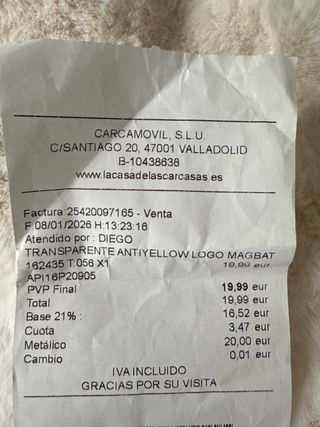 CARCAMOVIL, S.L.U.
C/SANTIAGO 20, 47001 VALLADOLID
B-10438638
www.lacasadelascarcasas.es
Factura 25420097165 - Venta
F:08/01/2026 H:13:23:16
Atendido por : DIEGO
TRANSPARENTE ANTIYELLOW LOGO MAGBAT
162435 T:056 X1 19,99 eur
API16P20905
PVP Final 19,99 eur
Total 19,99 eur
Base 21% : 16,52 eur
Cuota 3,47 eur
Metálico 20,00 eur
Cambio 0,01 eur
IVA INCLUIDO
GRACIAS POR SU VISITA